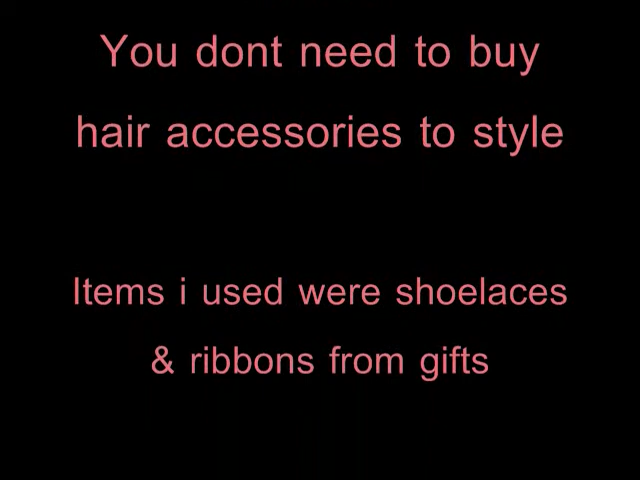 You dont need to buy
hair accessories to style
Items i used were shoelaces
& ribbons from gifts